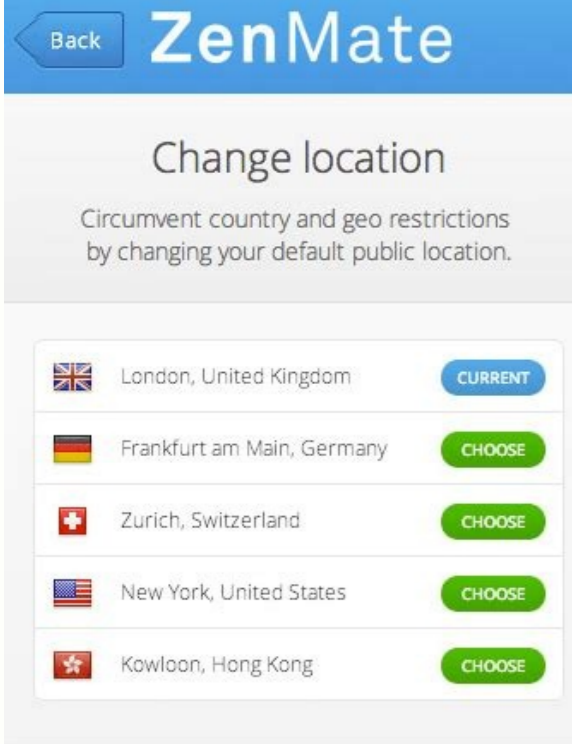 Back
ZenMate
Change location
Circumvent country and geo restrictions
by changing your default public location.
London, United Kingdom CURRENT
Frankfurt am Main, Germany CHOOSE
Zurich, Switzerland CHOOSE
New York, United States CHOOSE
Kowloon, Hong Kong CHOOSE